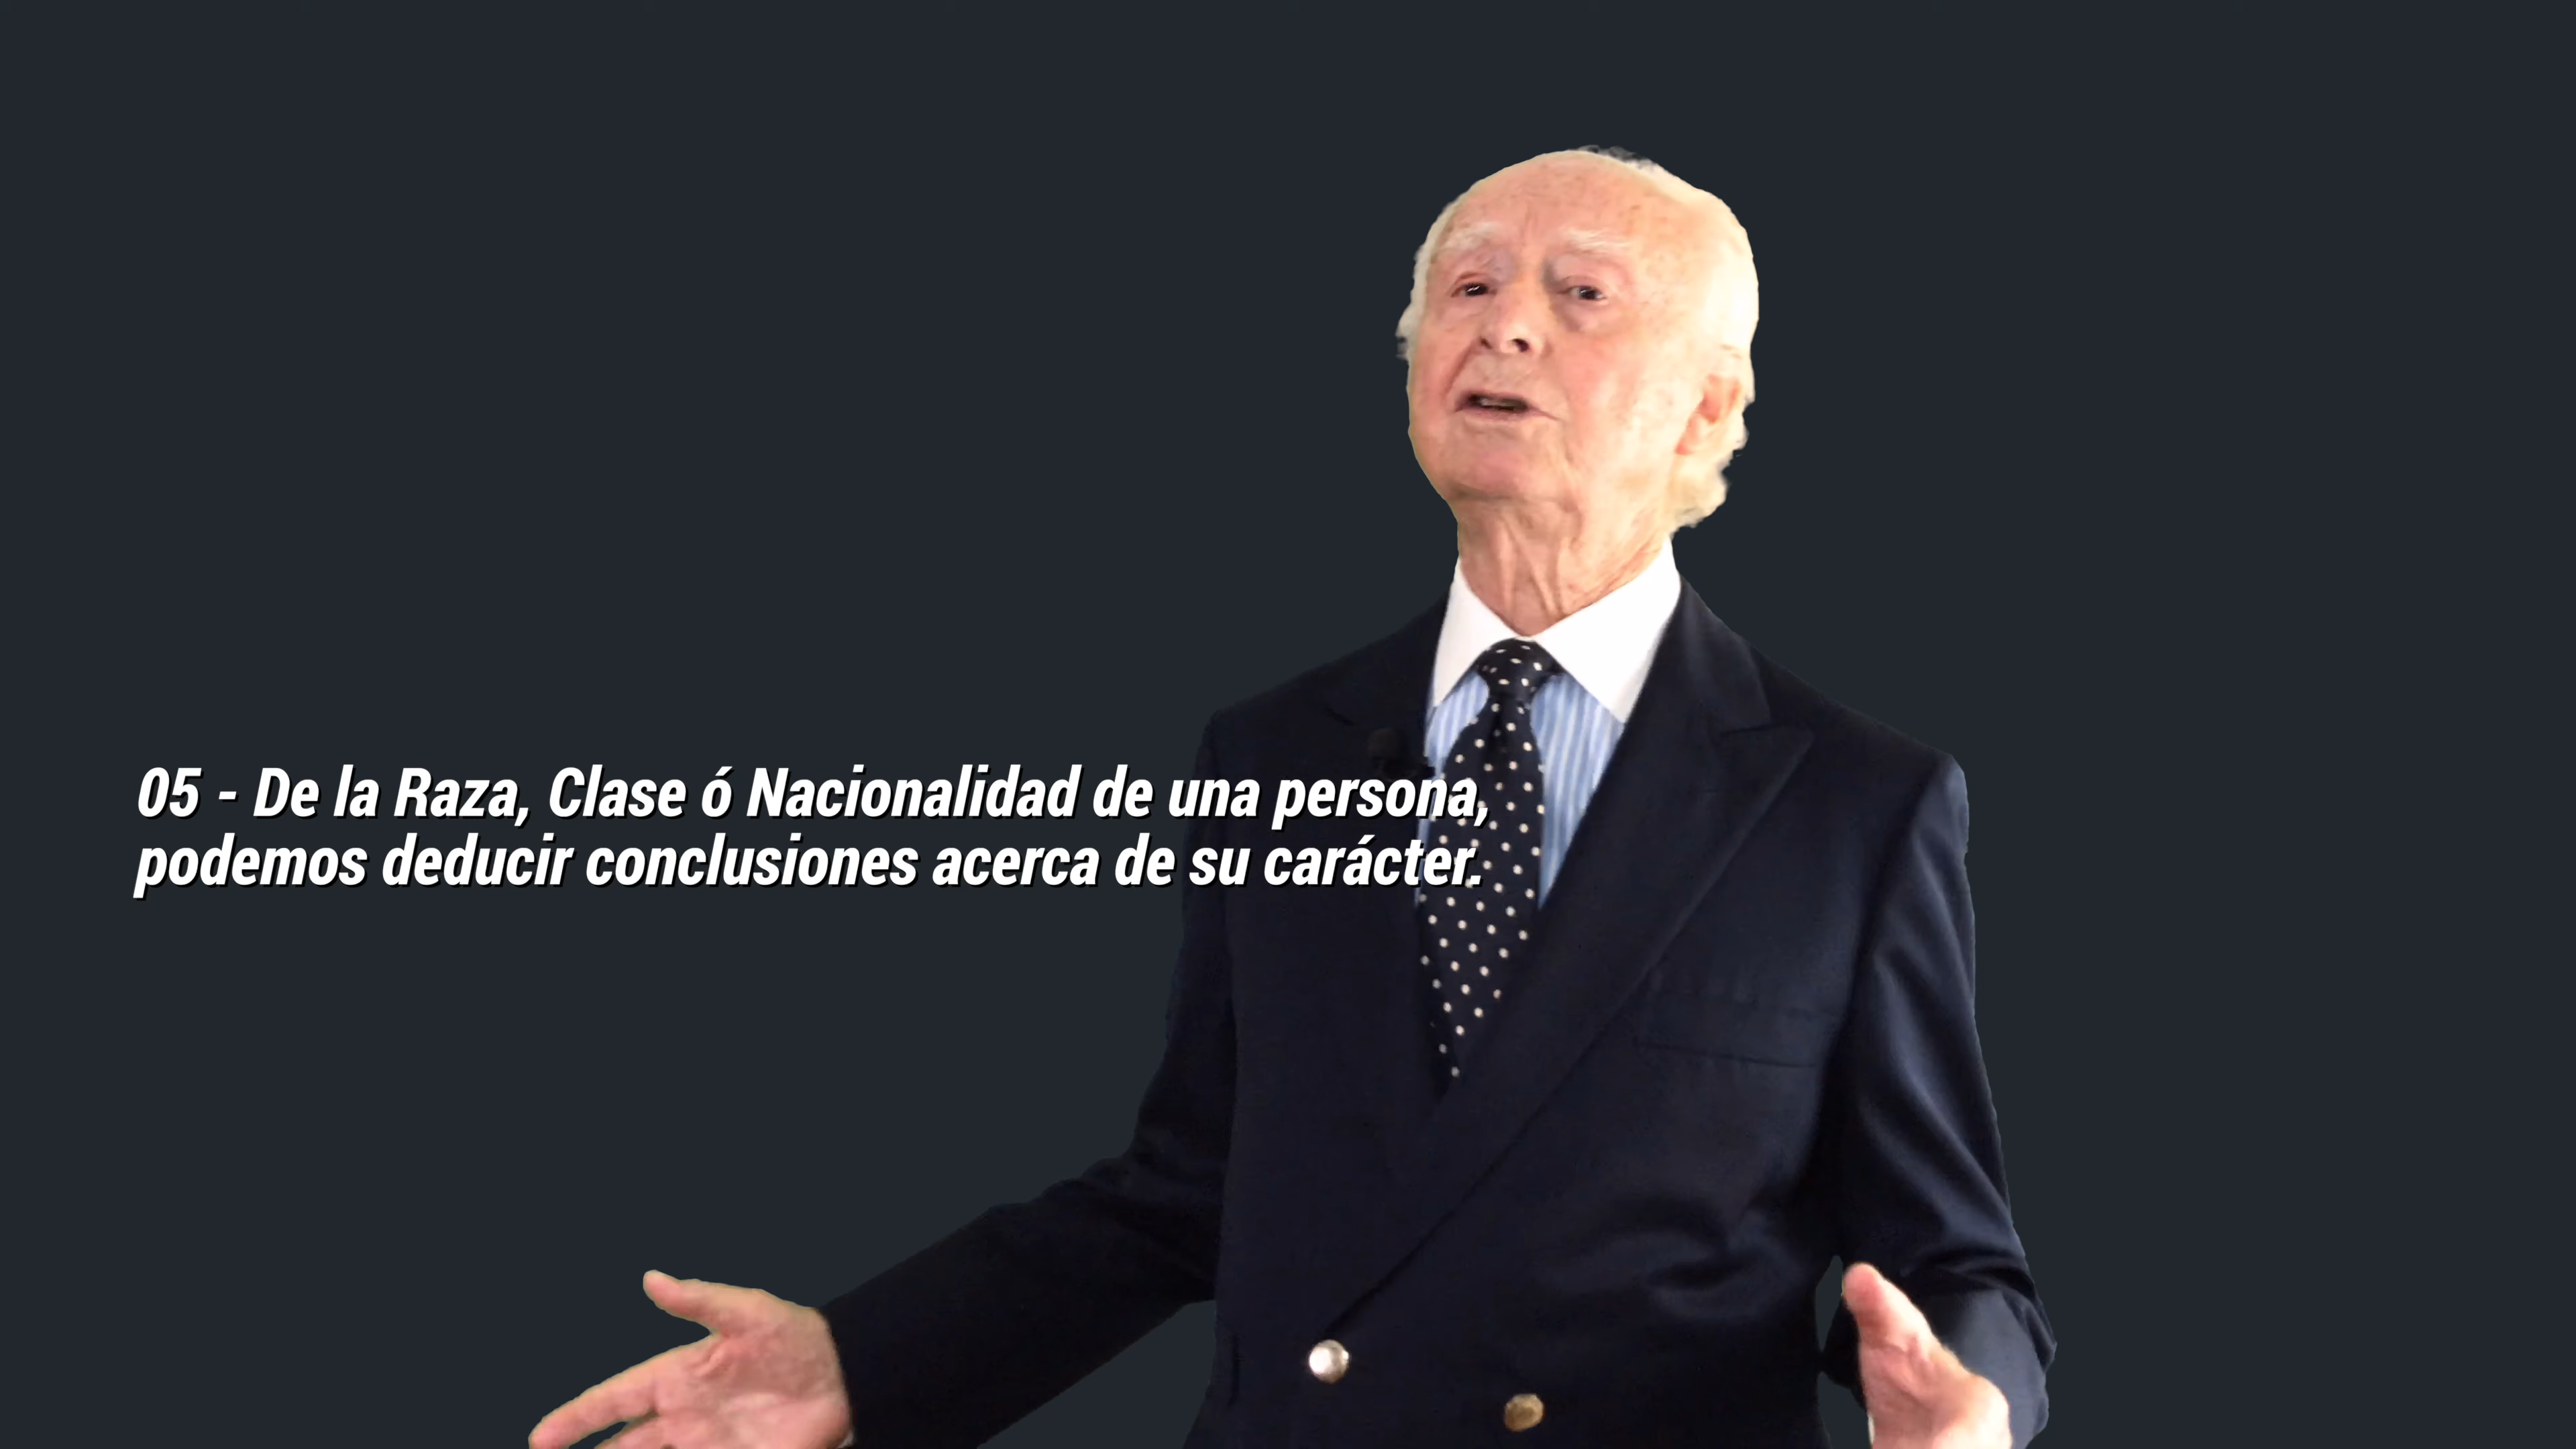 05 - De la Raza, Clase ó Nacionalidad de una persona,
podemos deducir conclusiones acerca de su carácter.